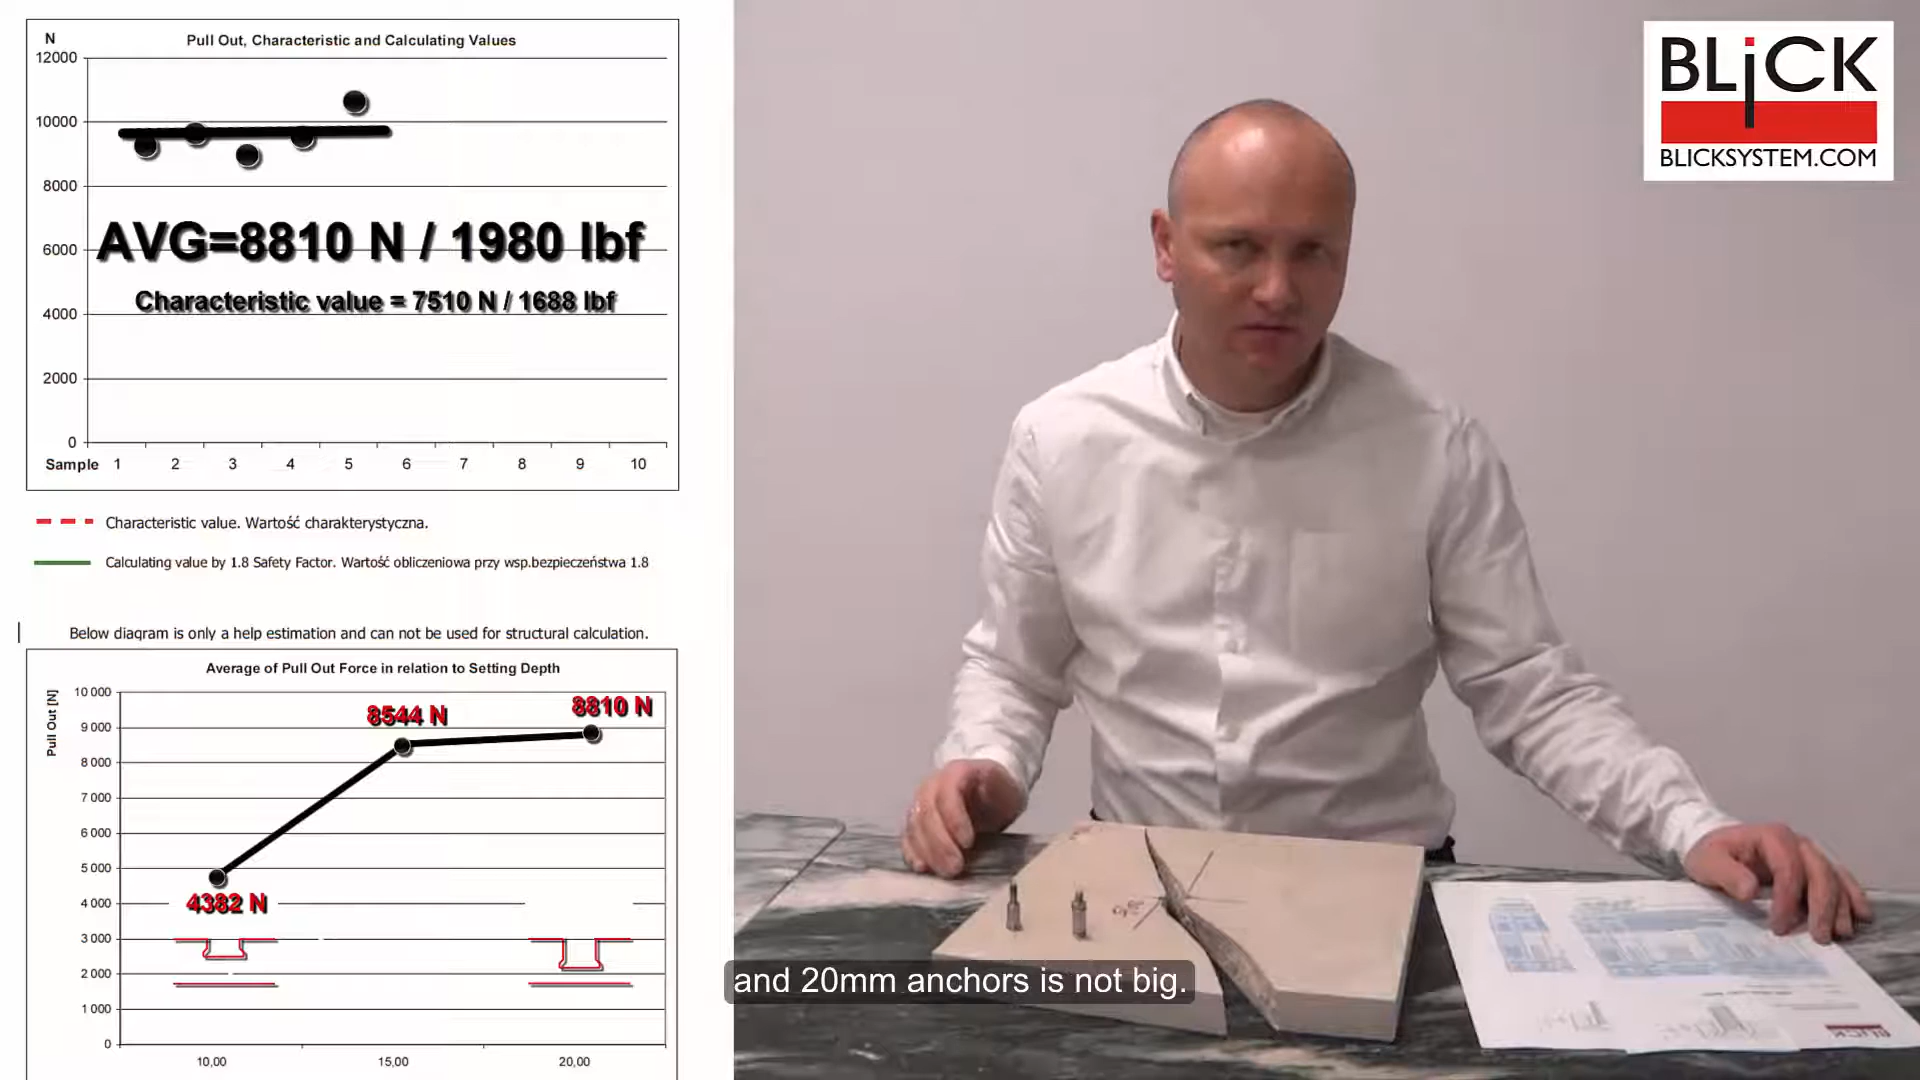 N
Pull Out, Characteristic and Calculating Values
12000
10000
8000
6000
4000
2000
0
AVG=8810 N / 1980 lbf
Characteristic value = 7510 N / 1688 lbf
Sample 1 2 3 4 5 6 7 8 9 10
Characteristic value. Wartość charakterystyczna.
Calculating value by 1.8 Safety Factor. Wartość obliczeniowa przy wsp.bezpieczeństwa 1.8
Below diagram is only a help estimation and can not be used for structural calculation.
Average of Pull Out Force in relation to Setting Depth
Pull Out [N]
10 000
9 000
8 000
7 000
6 000
5 000
4 000
3 000
2 000
1 000
0
8544 N
8810 N
4382 N
10,00 15,00 20,00
BLiCK
BLICKSYSTEM.COM
and 20mm anchors is not big.
BLICK